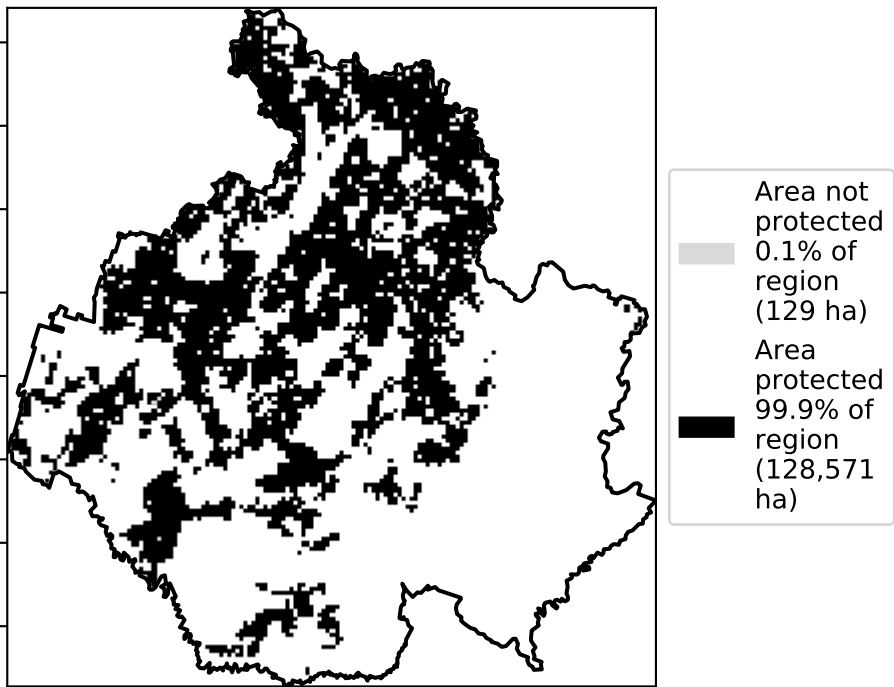 Area not
protected
0.1% of
region
(129 ha)
Area
protected
99.9% of
region
(128,571
ha)